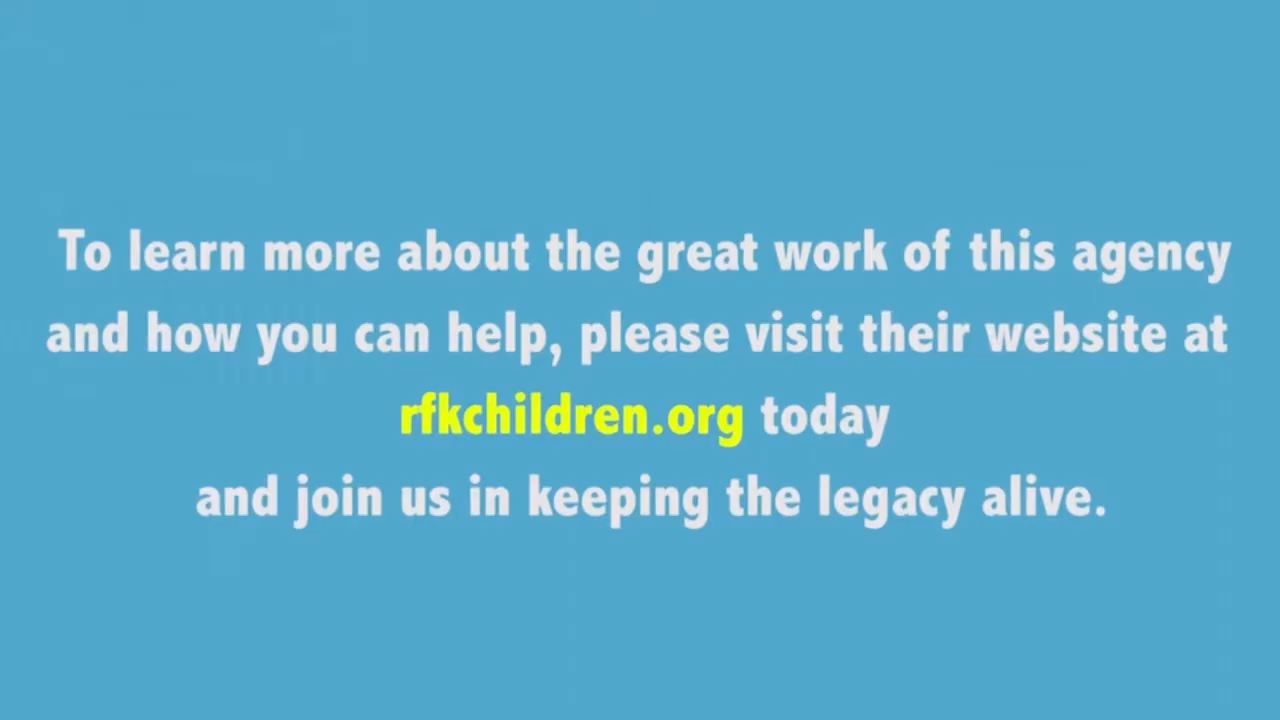 To learn more about the great work of this agency
and how you can help, please visit their website at
rfkchildren.org today
and join us in keeping the legacy alive.